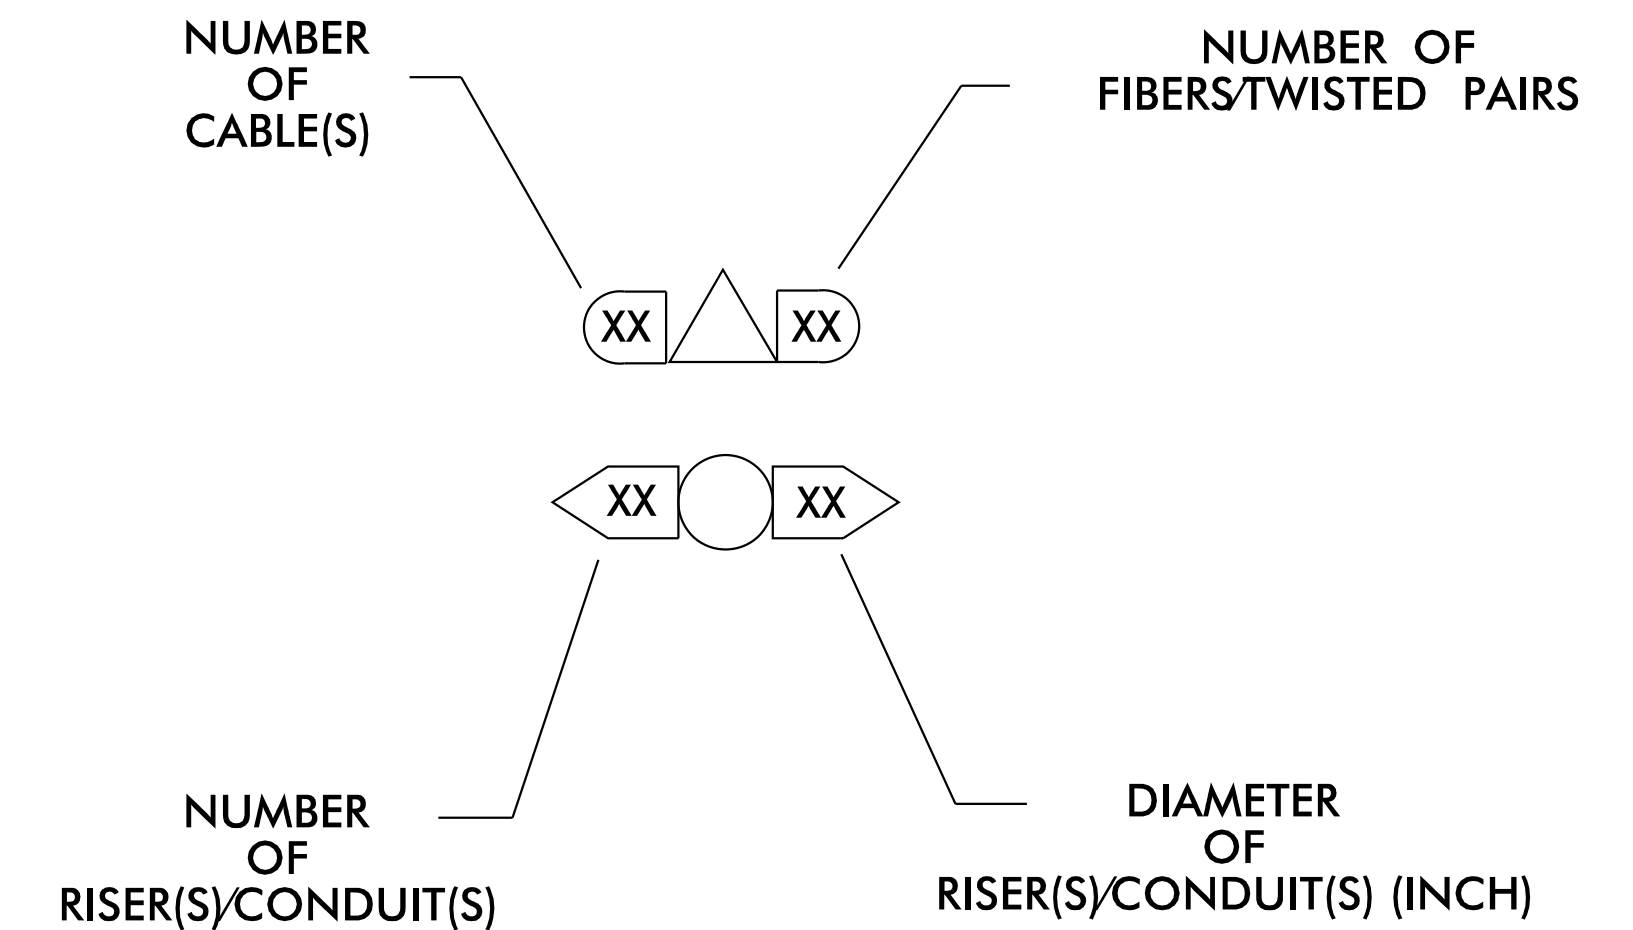 NUMBER
OF
CABLE(S)
NUMBER OF
FIBERS/TWISTED PAIRS
XX
XX
XX
XX
NUMBER
OF
RISER(S)/CONDUIT(S)
DIAMETER
OF
RISER(S)/CONDUIT(S) (INCH)